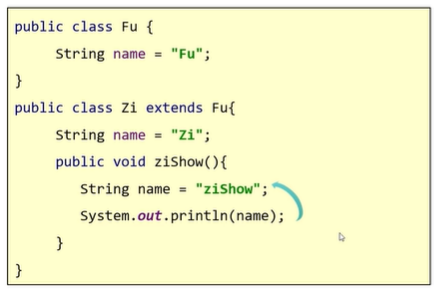 public class Fu {
String name = "Fu";
}
public class Zi extends Fu{
String name = "Zi";
public void ziShow(){
String name = "ziShow";
System.out.println(name);
}
}